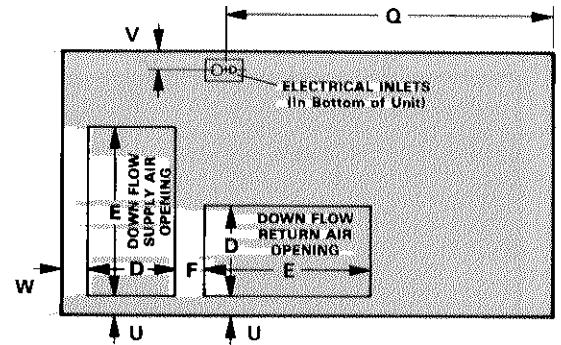 Q
V
ELECTRICAL INLETS
(In Bottom of Unit)
DOWN FLOW
SUPPLY AIR
OPENING
E
D
F
DOWN FLOW
RETURN AIR
OPENING
D
E
W
U
U